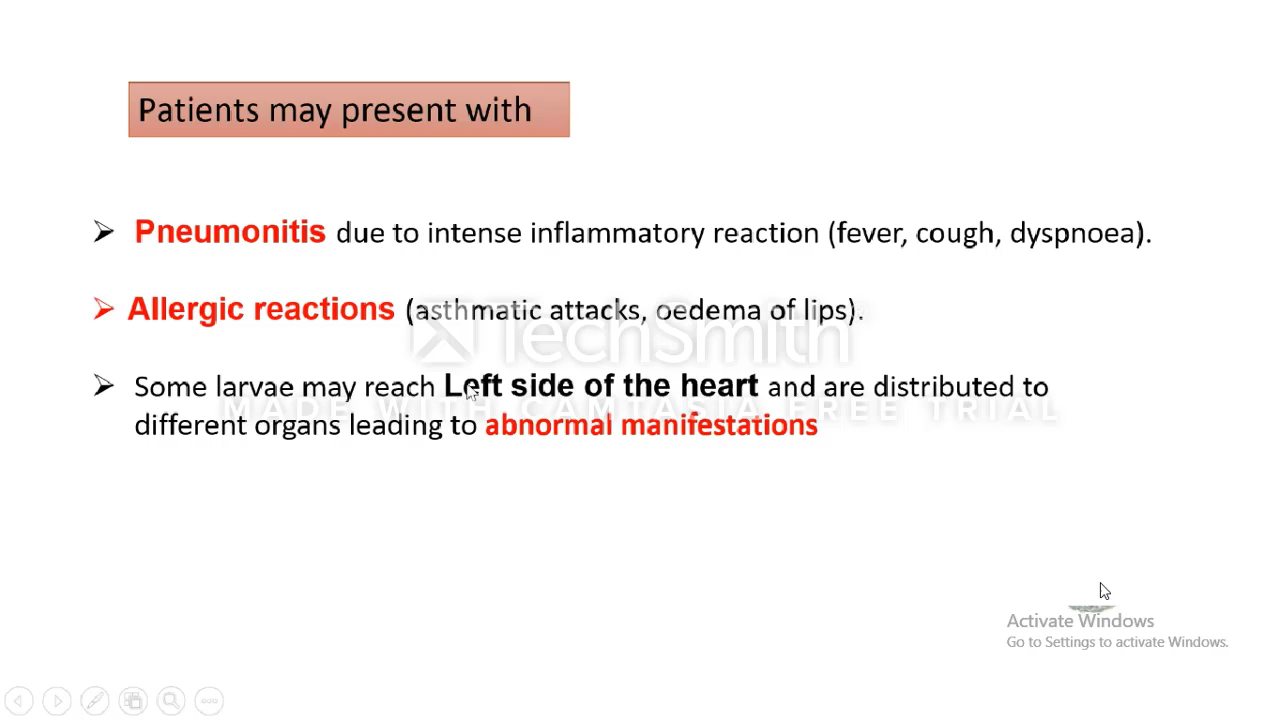 Patients may present with
➢ Pneumonitis due to intense inflammatory reaction (fever, cough, dyspnoea).
➢ Allergic reactions (asthmatic attacks, oedema of lips).
TechSmith
➢ Some larvae may reach Left side of the heart and are distributed to
MADE WITH CAMTASIA FREE TRIAL
different organs leading to abnormal manifestations
Activate Windows
Go to Settings to activate Windows.